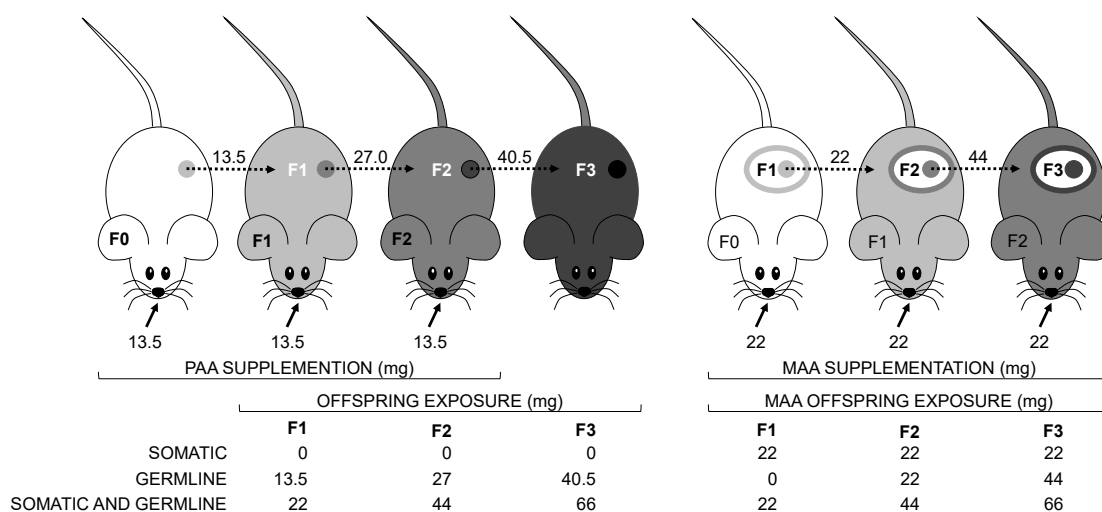 13.5 27.0 40.5 22 44
F1 F2 F3 F1 F2 F3
F0 F1 F2 F0 F1 F2
13.5 13.5 13.5 22 22 22
PAA SUPPLEMENTION (mg) MAA SUPPLEMENTATION (mg)
OFFSPRING EXPOSURE (mg) MAA OFFSPRING EXPOSURE (mg)
F1 F2 F3 F1 F2 F3
SOMATIC 0 0 0 22 22 22
GERMLINE 13.5 27 40.5 0 22 44
SOMATIC AND GERMLINE 22 44 66 22 44 66